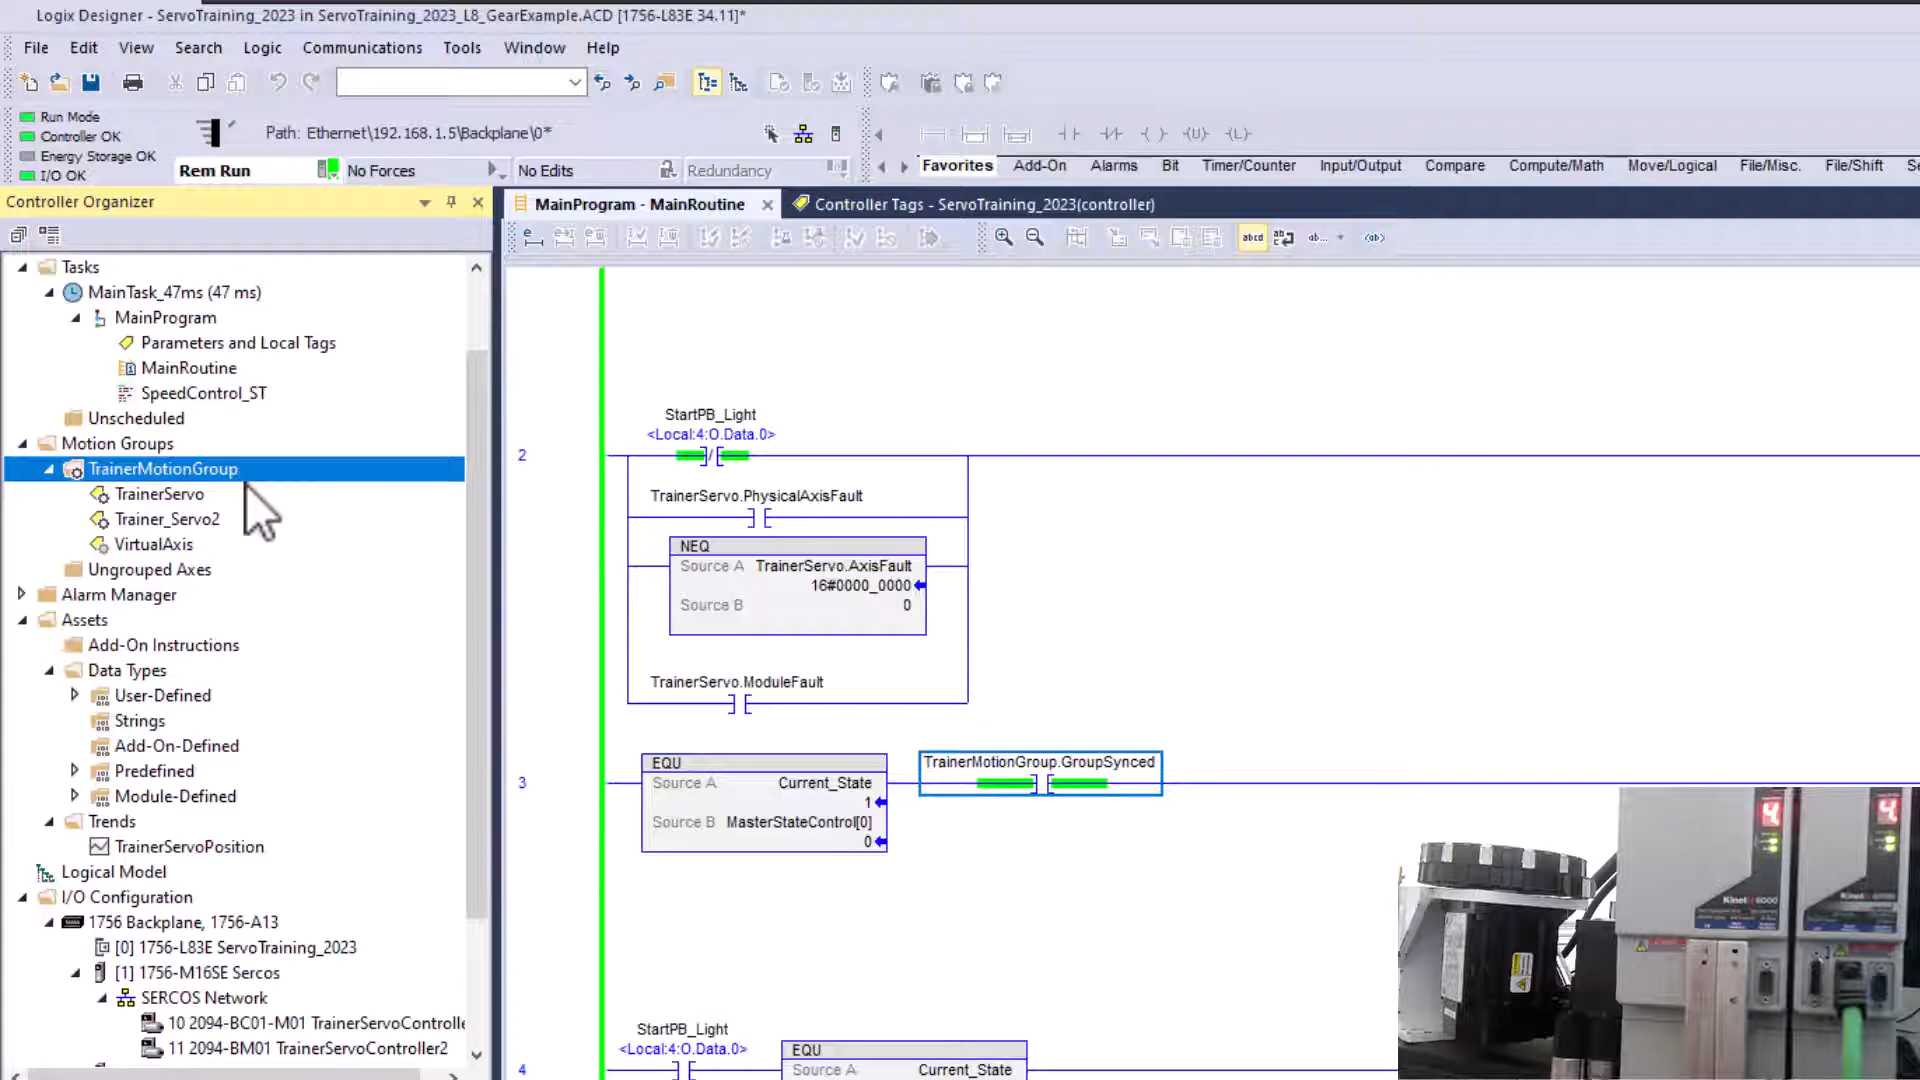 Logix Designer - ServoTraining_2023 in ServoTraining_2023_L8_GearExample.ACD [1756-L83E 34.11]*
File Edit View Search Logic Communications Tools Window Help
Run Mode
Controller OK
Energy Storage OK
I/O OK
Path: Ethernet\192.168.1.5\Backplane\0*
Rem Run No Forces No Edits Redundancy
Favorites Add-On Alarms Bit Timer/Counter Input/Output Compare Compute/Math Move/Logical File/Misc. File/Shift
Controller Organizer
MainProgram - MainRoutine
Controller Tags - ServoTraining_2023(controller)
Tasks
MainTask_47ms (47 ms)
MainProgram
Parameters and Local Tags
MainRoutine
SpeedControl_ST
Unscheduled
Motion Groups
TrainerMotionGroup
TrainerServo
Trainer_Servo2
VirtualAxis
Ungrouped Axes
Alarm Manager
Assets
Add-On Instructions
Data Types
User-Defined
Strings
Add-On-Defined
Predefined
Module-Defined
Trends
TrainerServoPosition
Logical Model
I/O Configuration
1756 Backplane, 1756-A13
[0] 1756-L83E ServoTraining_2023
[1] 1756-M16SE Sercos
SERCOS Network
10 2094-BC01-M01 TrainerServoControlle
11 2094-BM01 TrainerServoController2
abcd
ab...
StartPB_Light
<Local:4:O.Data.0>
2
TrainerServo.PhysicalAxisFault
NEQ
Source A TrainerServo.AxisFault
16#0000_0000
Source B 0
TrainerServo.ModuleFault
3
EQU
Source A Current_State
1
Source B MasterStateControl[0]
0
TrainerMotionGroup.GroupSynced
StartPB_Light
<Local:4:O.Data.0>
4
EQU
Source A Current_State
4
4